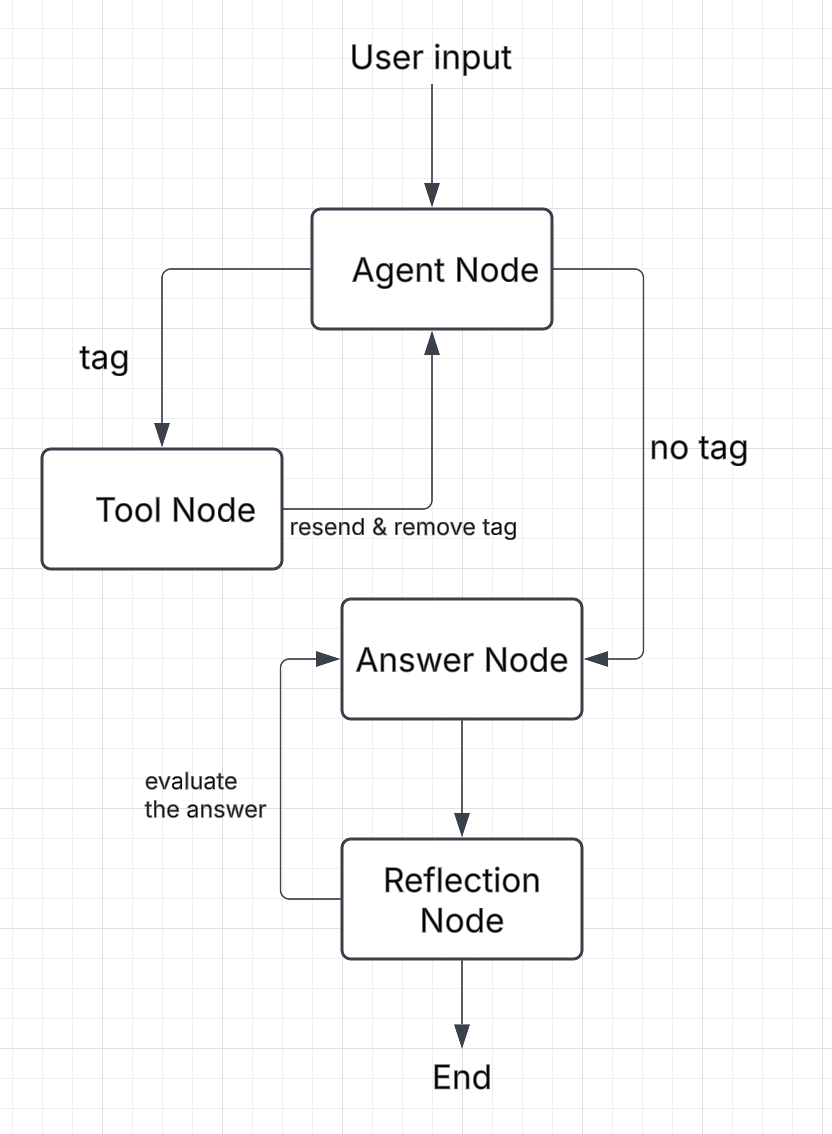 User input
Agent Node
tag
no tag
Tool Node
resend & remove tag
Answer Node
evaluate
the answer
Reflection
Node
End